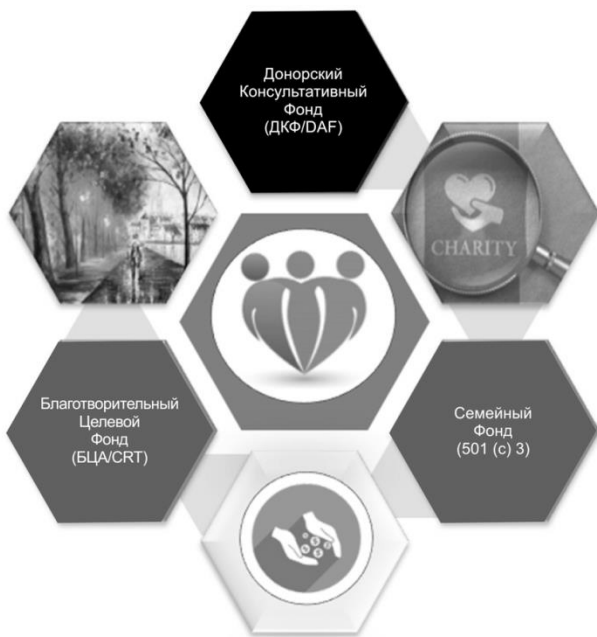 Донорский
Консультативный
Фонд
(ДКФ/DAF)
CHARITY
Благотворительный
Целевой
Фонд
(БЦА/CRT)
Семейный
Фонд
(501 (c) 3)